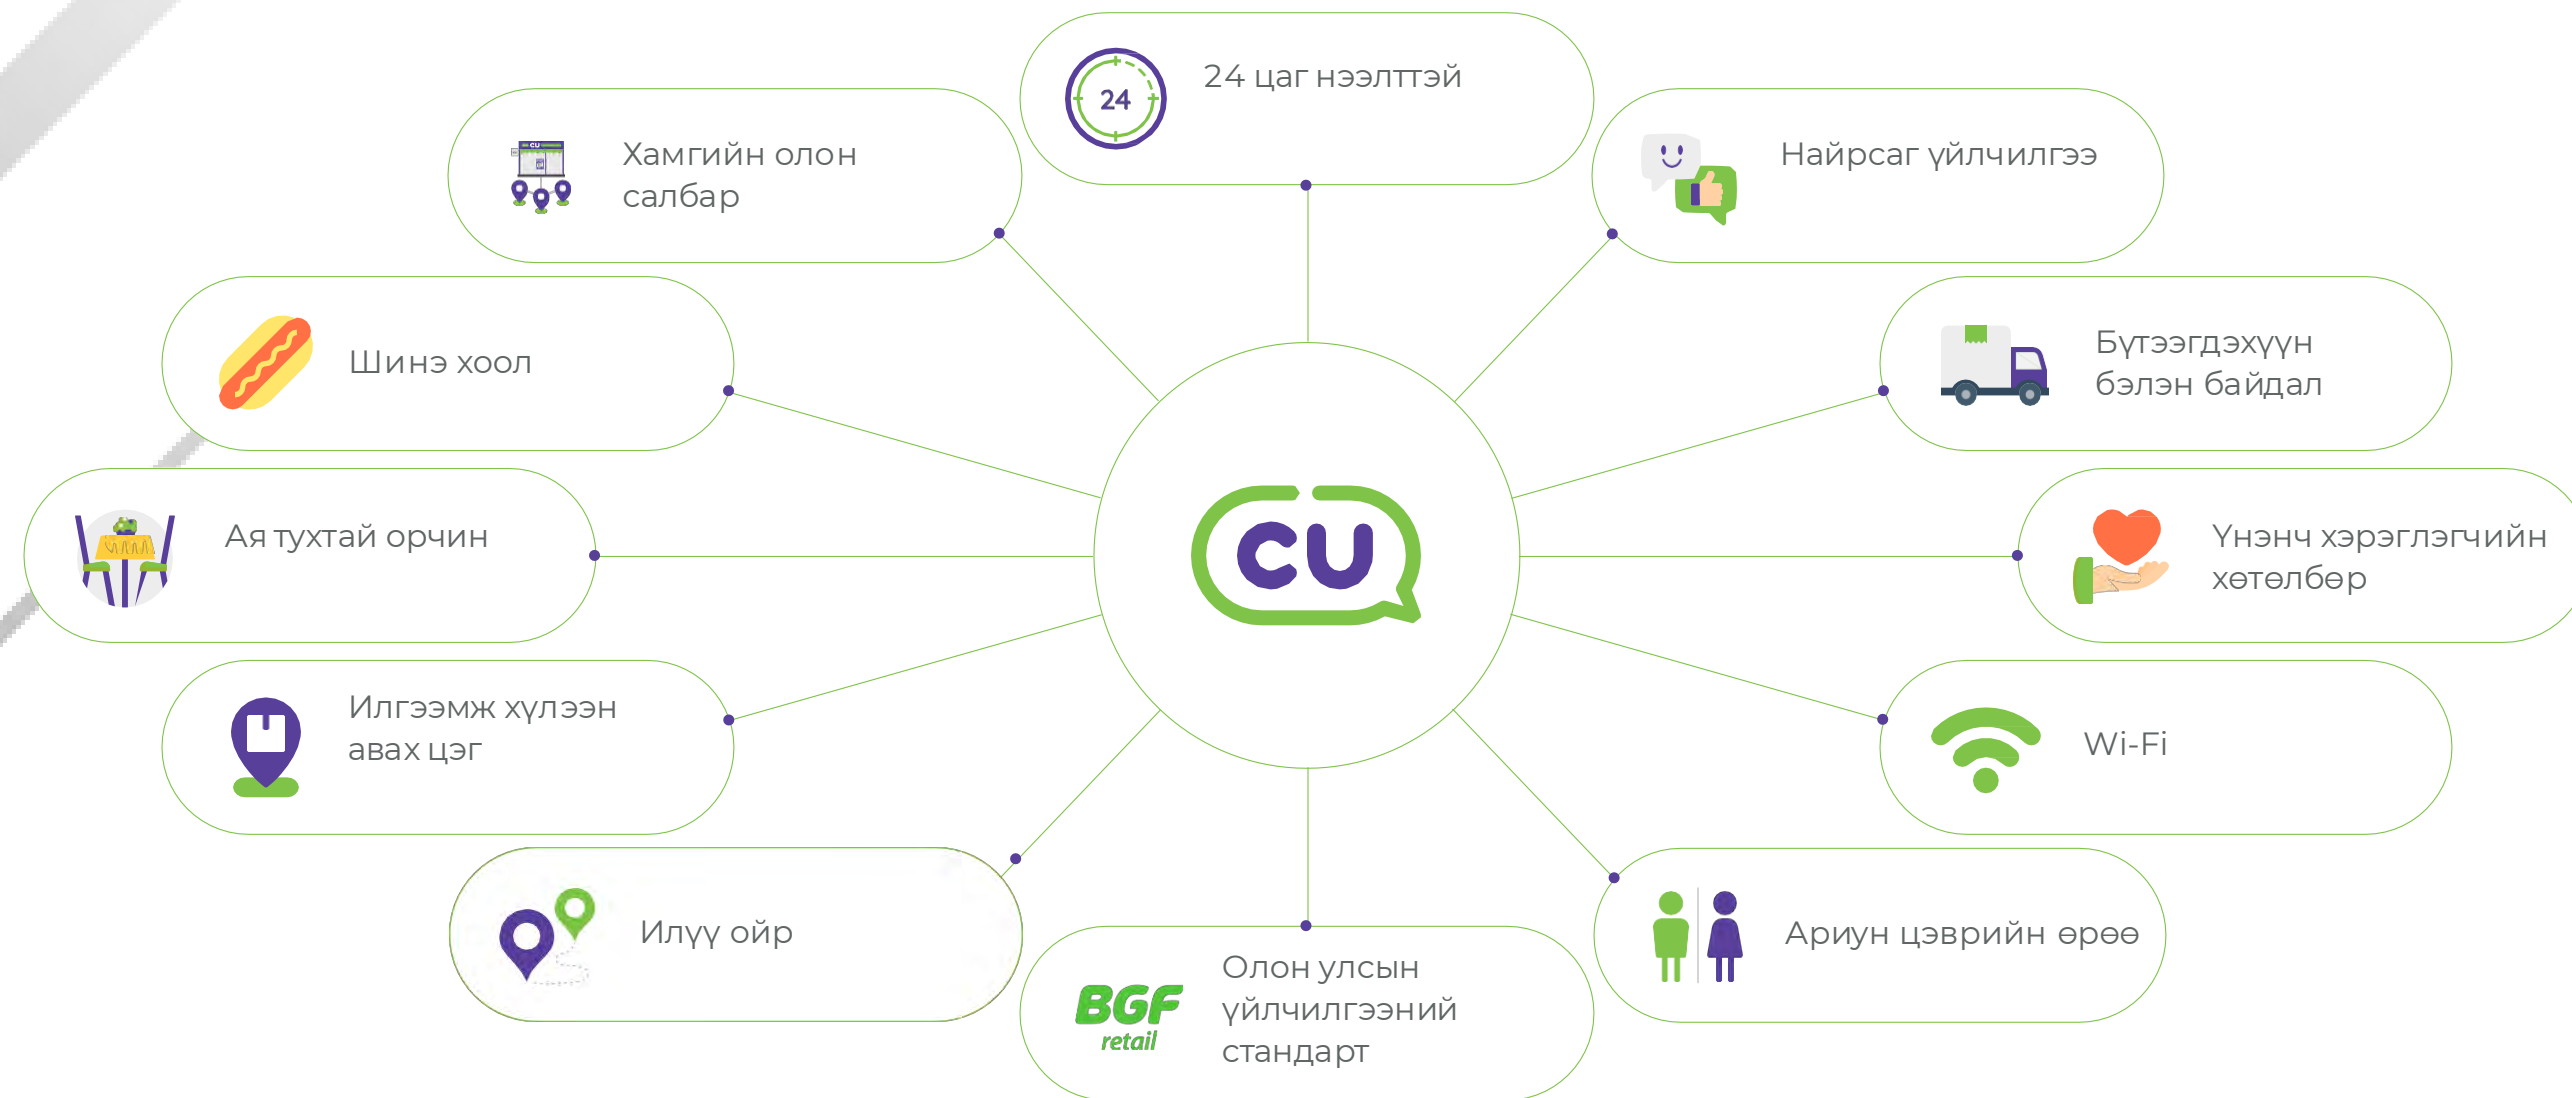 24 цаг нээлттэй
24
Хамгийн олон
салбар
CU
Найрсаг үйлчилгээ
Шинэ хоол
Бүтээгдэхүүн
бэлэн байдал
Ая тухтай орчин
CU
Үнэнч хэрэглэгчийн
хөтөлбөр
Илгээмж хүлээн
авах цэг
Wi-Fi
Илүү ойр
Ариун цэврийн өрөө
BGF
retail
Олон улсын
үйлчилгээний
стандарт